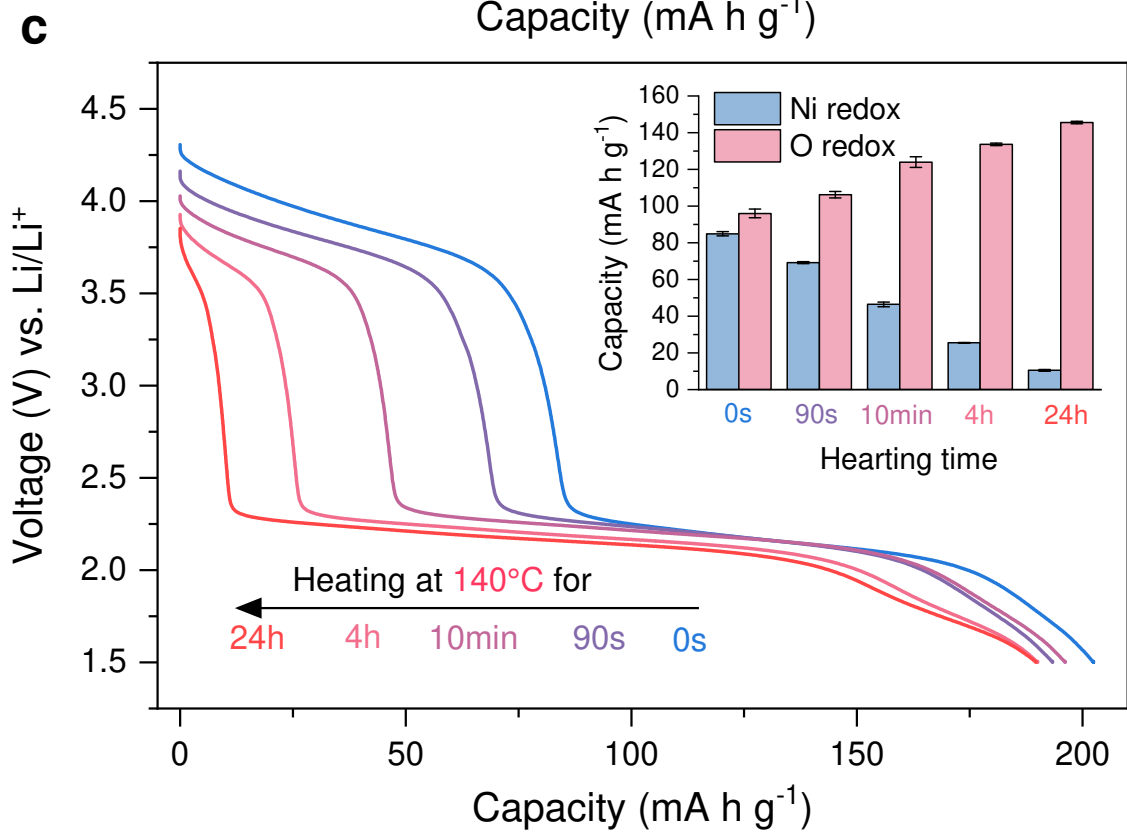 c
Capacity (mA h g-1)
Voltage (V) vs. Li/Li+
4.5
4.0
3.5
3.0
2.5
2.0
1.5
0
50
100
150
200
Capacity (mA h g-1)
Heating at 140°C for
24h 4h 10min 90s 0s
Capacity (mA h g-1)
160
140
120
100
80
60
40
20
0
Ni redox
O redox
0s 90s 10min 4h 24h
Hearting time